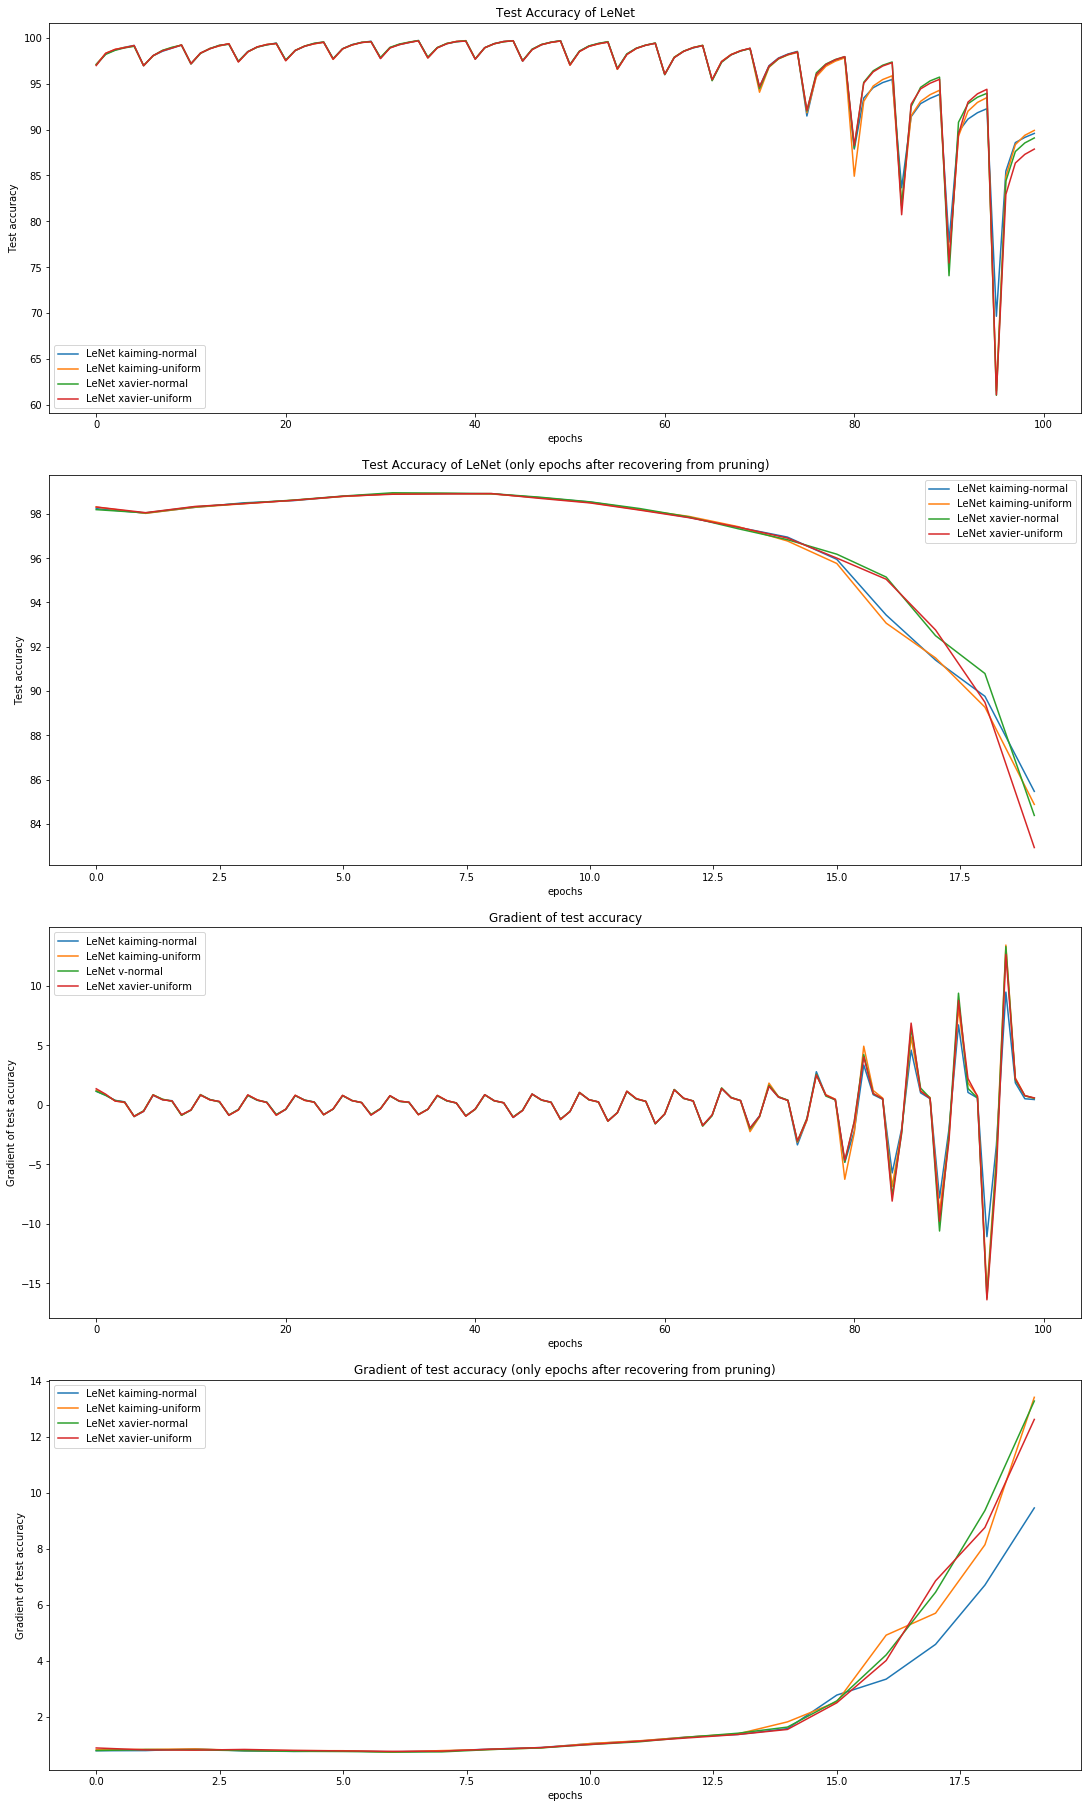 Test Accuracy of LeNet
100
95
90
85
80
75
70
65
60
Test accuracy
LeNet kaiming-normal
LeNet kaiming-uniform
LeNet xavier-normal
LeNet xavier-uniform
0 20 40 60 80 100
epochs
Test Accuracy of LeNet (only epochs after recovering from pruning)
98
96
94
92
90
88
86
84
Test accuracy
LeNet kaiming-normal
LeNet kaiming-uniform
LeNet xavier-normal
LeNet xavier-uniform
0.0 2.5 5.0 7.5 10.0 12.5 15.0 17.5
epochs
Gradient of test accuracy
10
5
0
−5
−10
−15
Gradient of test accuracy
LeNet kaiming-normal
LeNet kaiming-uniform
LeNet v-normal
LeNet xavier-uniform
0 20 40 60 80 100
epochs
Gradient of test accuracy (only epochs after recovering from pruning)
14
12
10
8
6
4
2
Gradient of test accuracy
LeNet kaiming-normal
LeNet kaiming-uniform
LeNet xavier-normal
LeNet xavier-uniform
0.0 2.5 5.0 7.5 10.0 12.5 15.0 17.5
epochs